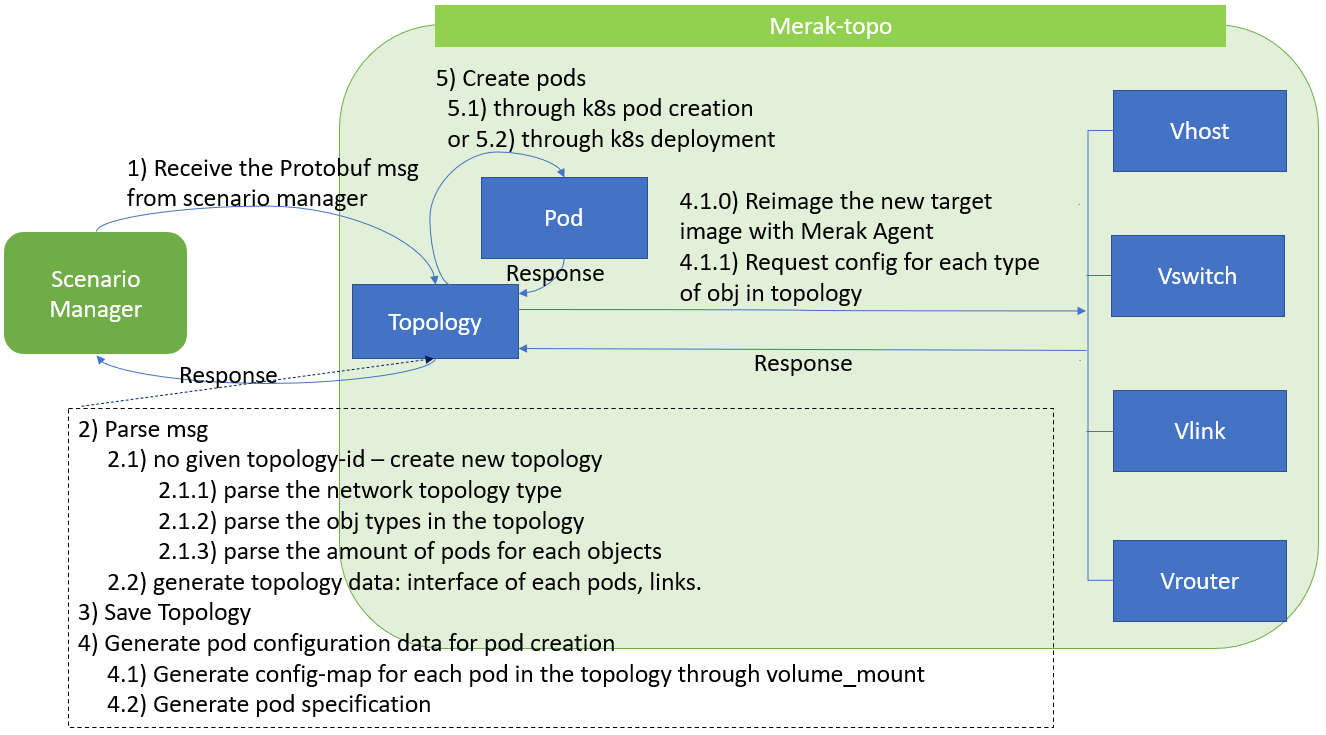 Merak-topo
5) Create pods
5.1) through k8s pod creation
or 5.2) through k8s deployment
Vhost
1) Receive the Protobuf msg
from scenario manager
Pod
4.1.0) Reimage the new target
image with Merak Agent
4.1.1) Request config for each type
of obj in topology
Scenario
Manager
Response
Vswitch
Topology
Response
Response
2) Parse msg
2.1) no given topology-id – create new topology
2.1.1) parse the network topology type
2.1.2) parse the obj types in the topology
2.1.3) parse the amount of pods for each objects
2.2) generate topology data: interface of each pods, links.
3) Save Topology
4) Generate pod configuration data for pod creation
4.1) Generate config-map for each pod in the topology through volume_mount
4.2) Generate pod specification
Vlink
Vrouter